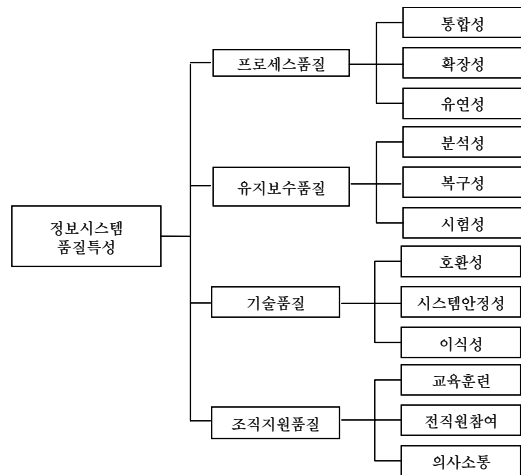 정보시스템
품질특성
프로세스품질
통합성
확장성
유연성
유지보수품질
분석성
복구성
시험성
기술품질
호환성
시스템안정성
이식성
조직지원품질
교육훈련
전직원참여
의사소통